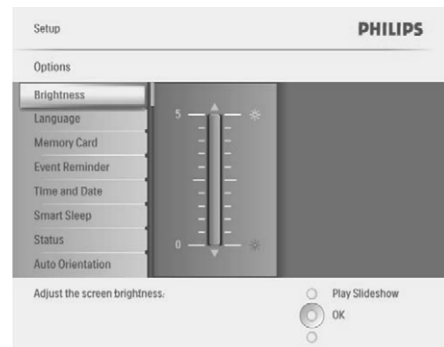 Setup
PHILIPS
Options
Brightness
Language
Memory Card
Event Reminder
Time and Date
Smart Sleep
Status
Auto Orientation
5
0
Adjust the screen brightness.
Play Slideshow
OK